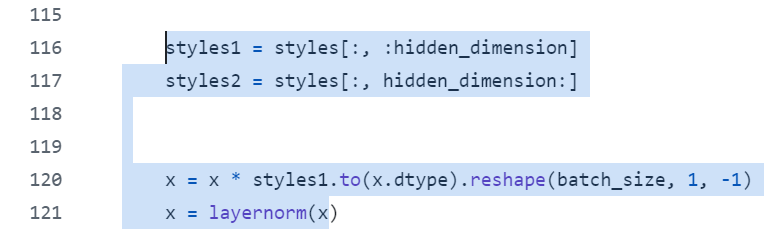 115
116 styles1 = styles[:, :hidden_dimension]
117 styles2 = styles[:, hidden_dimension:]
118
119
120 x = x * styles1.to(x.dtype).reshape(batch_size, 1, -1)
121 x = layernorm(x)